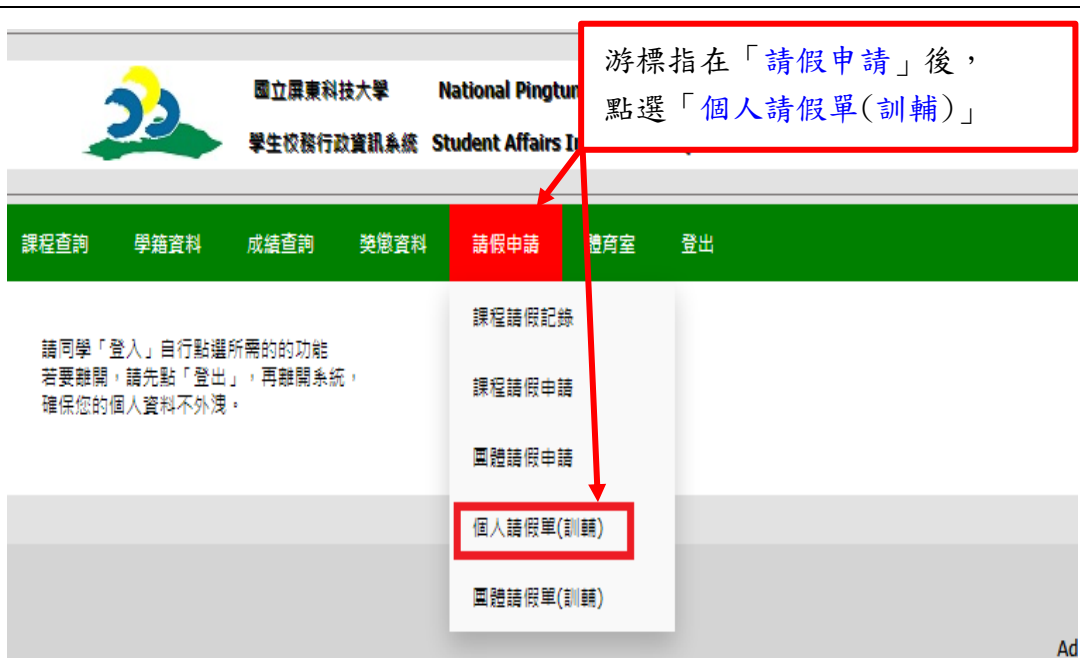 游標指在「請假申請」後，
點選「個人請假單(訓輔)」
國立屏東科技大學 National Pingtun
學生校務行政資訊系統 Student Affairs I
課程查詢 學籍資料 成績查詢 獎懲資料 請假申請 體育室 登出
課程請假記錄
請同學「登入」自行點選所需的的功能
若要離開，請先點「登出」，再離開系統，
確保您的個人資料不外洩。
課程請假申請
團體請假申請
個人請假單(訓輔)
團體請假單(訓輔)
Ad